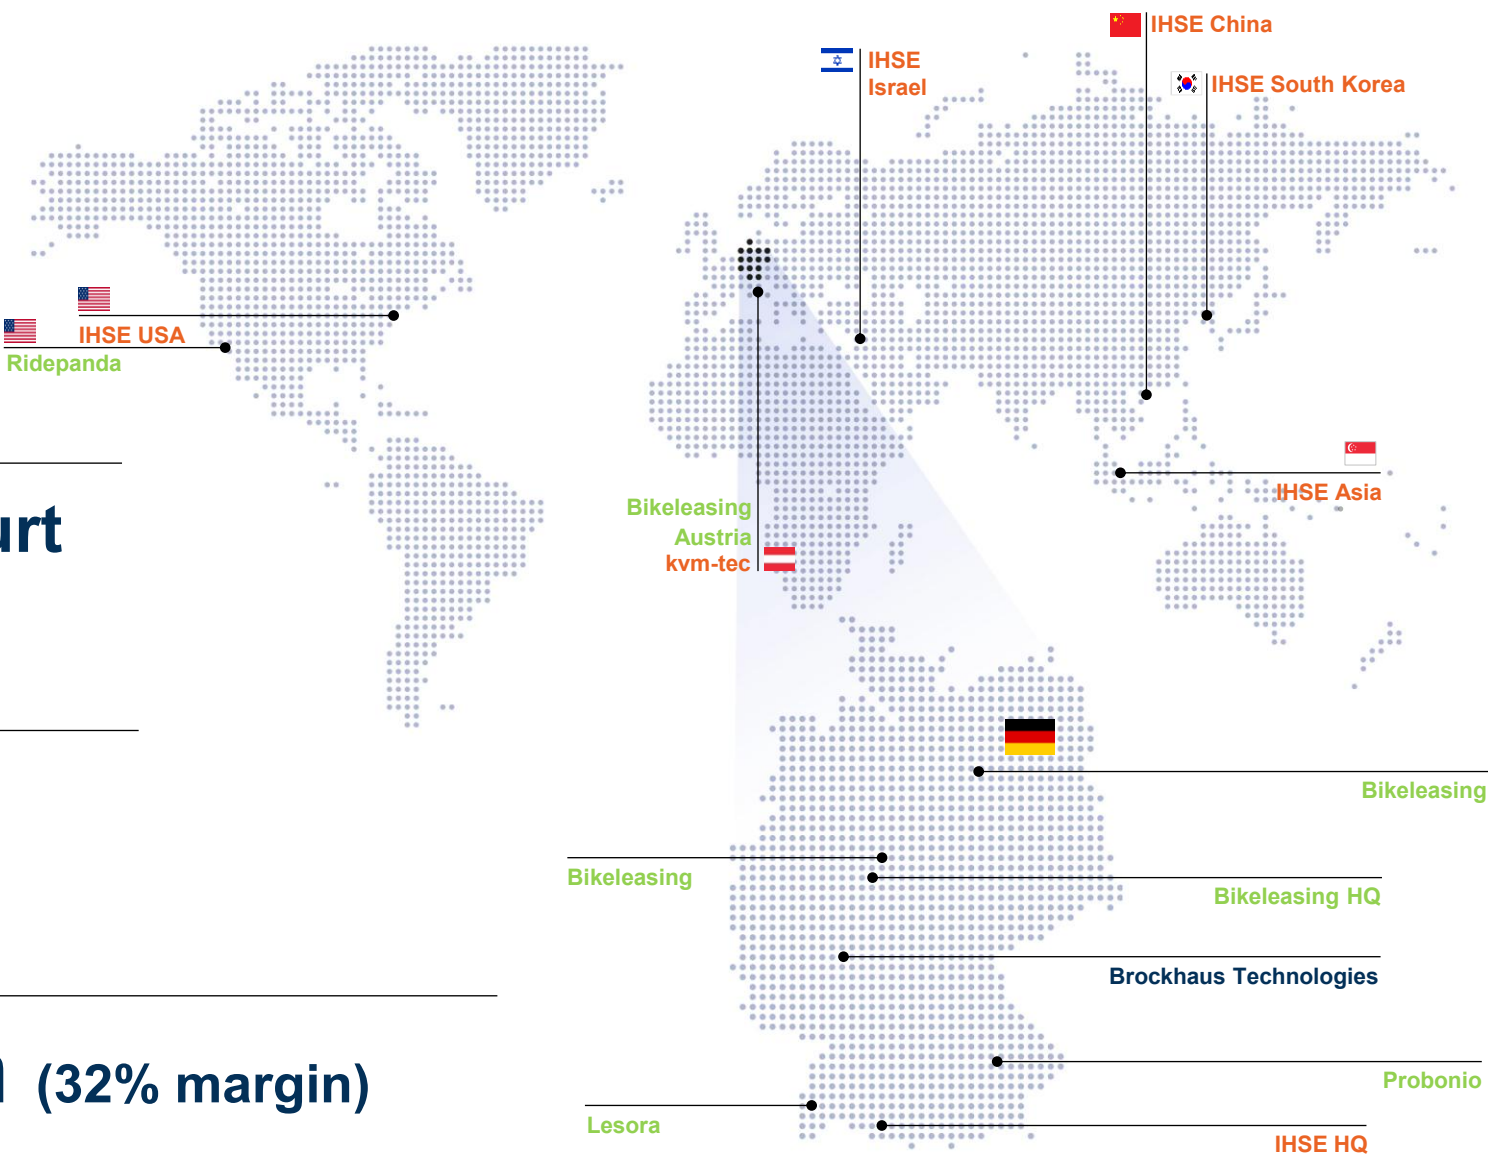 IHSE China
IHSE
Israel
IHSE South Korea
IHSE USA
Ridepanda
IHSE Asia
Bikeleasing
Austria
kvm-tec
Bikeleasing
Bikeleasing
Bikeleasing HQ
Brockhaus Technologies
Probonio
Lesora
IHSE HQ
(32% margin)